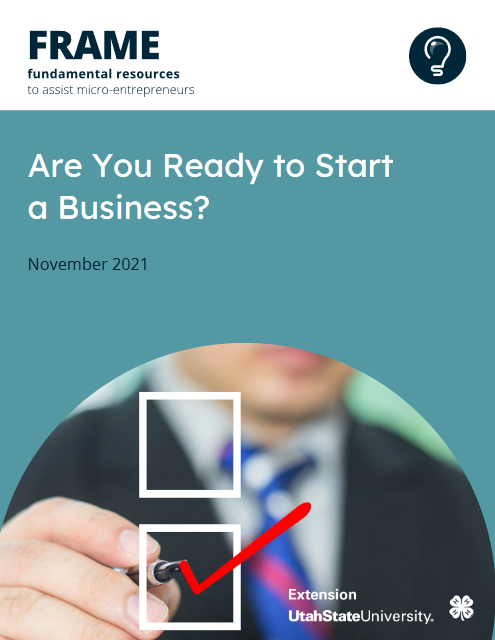 FRAME
fundamental resources
to assist micro-entrepreneurs
Are You Ready to Start
a Business?
November 2021
Extension
UtahStateUniversity®
H H
H H